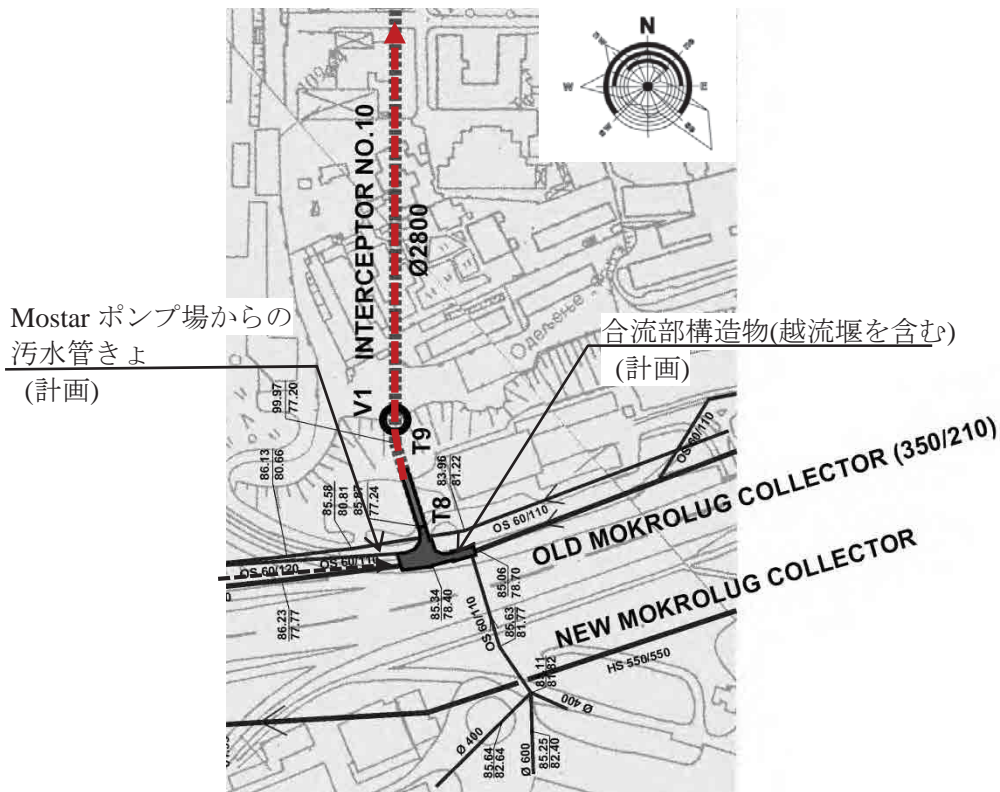 N
W
E
INTERCEPTOR NO.10
Ø2800
Mostar ポンプ場からの
汚水管きょ
(計画)
合流部構造物(越流堰を含む)
(計画)
V1
T9
T8
99.97
77.20
86.13
80.66
85.58
80.81
85.87
77.24
83.96
81.22
OS 60/110
OS 60/110
OLD MOKROLUG COLLECTOR (350/210)
NEW MOKROLUG COLLECTOR
OS 60/120
OS 60/110
86.23
77.77
85.34
78.40
85.06
78.70
OS 60/110
85.63
81.77
HS 550/550
Ø 400
Ø 400
85.64
82.64
Ø 600
85.25
82.40